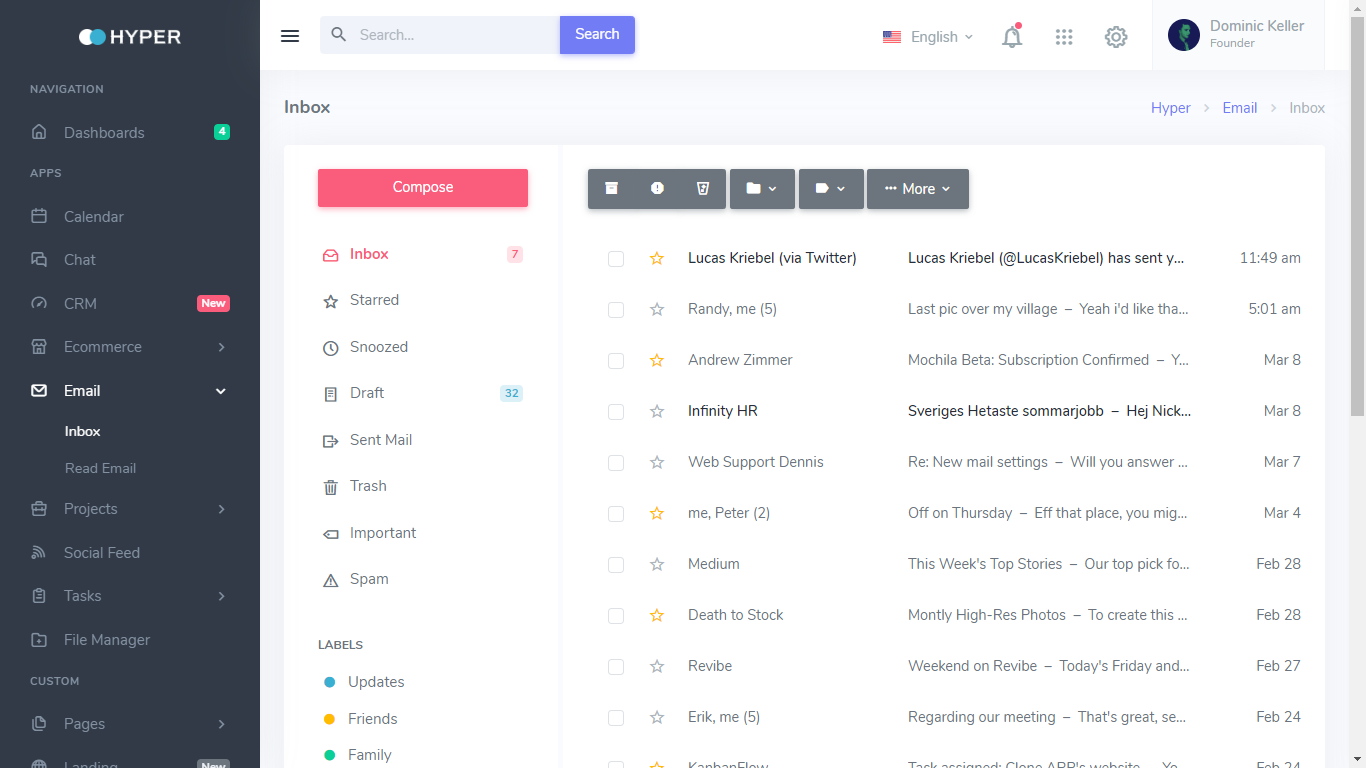 HYPER
NAVIGATION
Dashboards 4
APPS
Calendar
Chat
CRM New
Ecommerce
Email
Inbox
Read Email
Projects
Social Feed
Tasks
File Manager
CUSTOM
Pages
Landing New
Search... Search
English
Dominic Keller
Founder
Inbox
Hyper > Email > Inbox
Compose
Inbox 7
Starred
Snoozed
Draft 32
Sent Mail
Trash
Important
Spam
LABELS
Updates
Friends
Family
More
Lucas Kriebel (via Twitter) Lucas Kriebel (@LucasKriebel) has sent y... 11:49 am
Randy, me (5) Last pic over my village – Yeah i'd like tha... 5:01 am
Andrew Zimmer Mochila Beta: Subscription Confirmed – Y... Mar 8
Infinity HR Sveriges Hetaste sommarjobb – Hej Nick... Mar 8
Web Support Dennis Re: New mail settings – Will you answer ... Mar 7
me, Peter (2) Off on Thursday – Eff that place, you mig... Mar 4
Medium This Week's Top Stories – Our top pick fo... Feb 28
Death to Stock Montly High-Res Photos – To create this ... Feb 28
Revibe Weekend on Revibe – Today's Friday and... Feb 27
Erik, me (5) Regarding our meeting – That's great, se... Feb 24
KanbanFlow Task assigned: Clone ARP's website – Yo... Feb 24